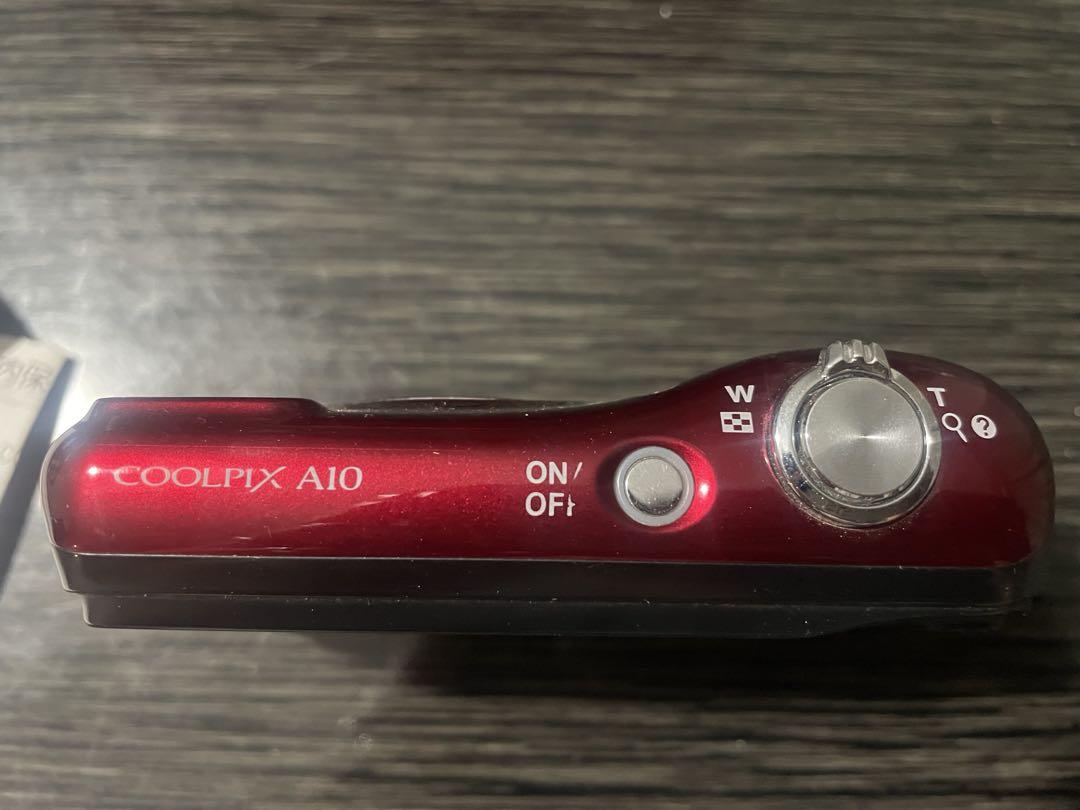 COOLPIX A10
ON/
OFF
W
T
?